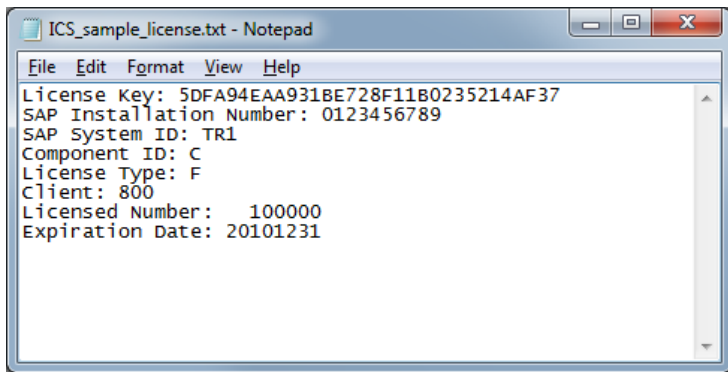 ICS_sample_license.txt - Notepad
File Edit Format View Help
License Key: 5DFA94EAA931BE728F11B0235214AF37
SAP Installation Number: 0123456789
SAP System ID: TR1
Component ID: C
License Type: F
Client: 800
Licensed Number:   100000
Expiration Date: 20101231